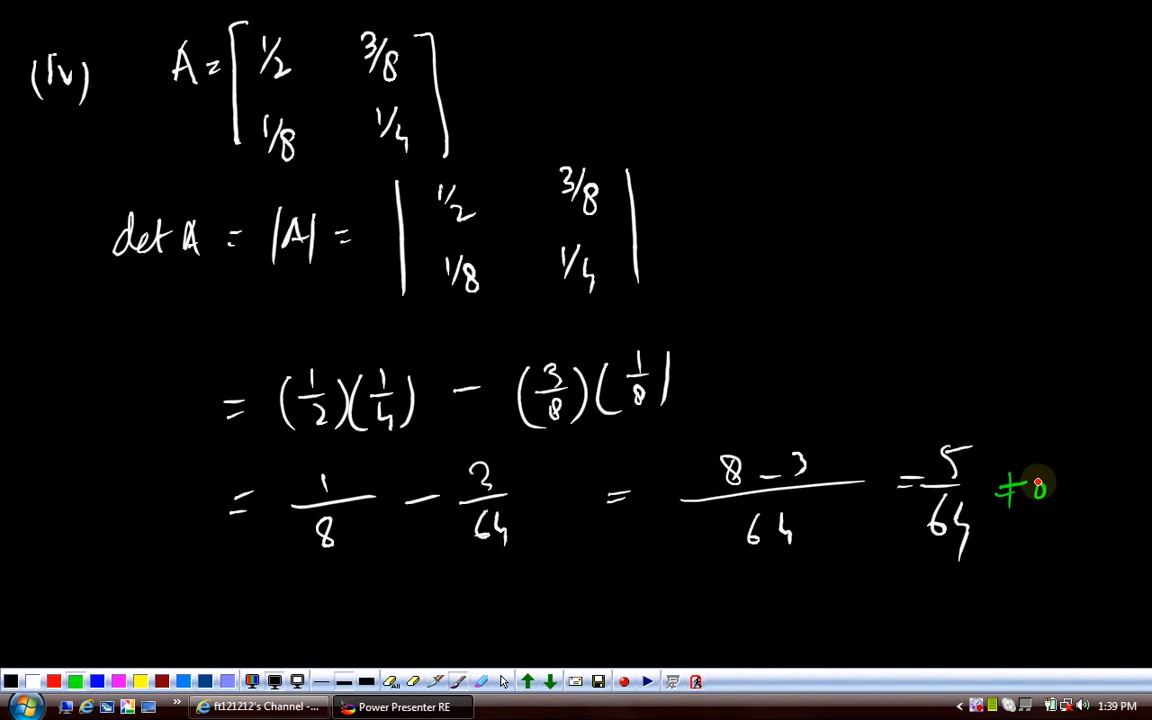 (iv) A = [ 1/2 3/8
1/8 1/4 ]
det A = |A| = | 1/2 3/8
1/8 1/4 |
= (1/2)(1/4) - (3/8)(1/8)
= 1/8 - 3/64 = 8-3/64 = 5/64 ≠ 0
ft121212's Channel -... Power Presenter RE 1:39 PM